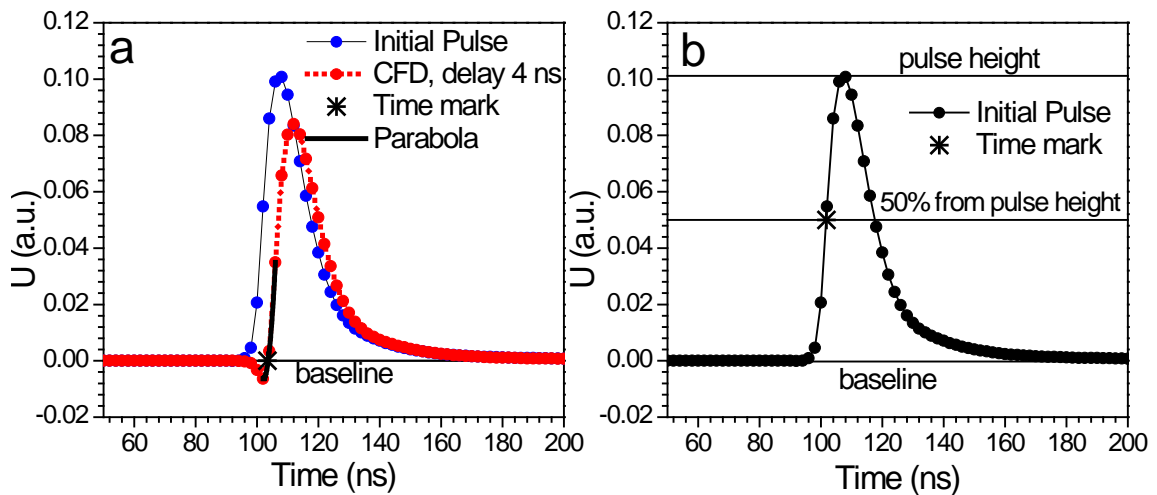 a
Initial Pulse
CFD, delay 4 ns
Time mark
Parabola
baseline
U (a.u.)
0.12
0.10
0.08
0.06
0.04
0.02
0.00
-0.02
60 80 100 120 140 160 180 200
Time (ns)
b
pulse height
Initial Pulse
Time mark
50% from pulse height
baseline
U (a.u.)
0.12
0.10
0.08
0.06
0.04
0.02
0.00
-0.02
60 80 100 120 140 160 180 200
Time (ns)